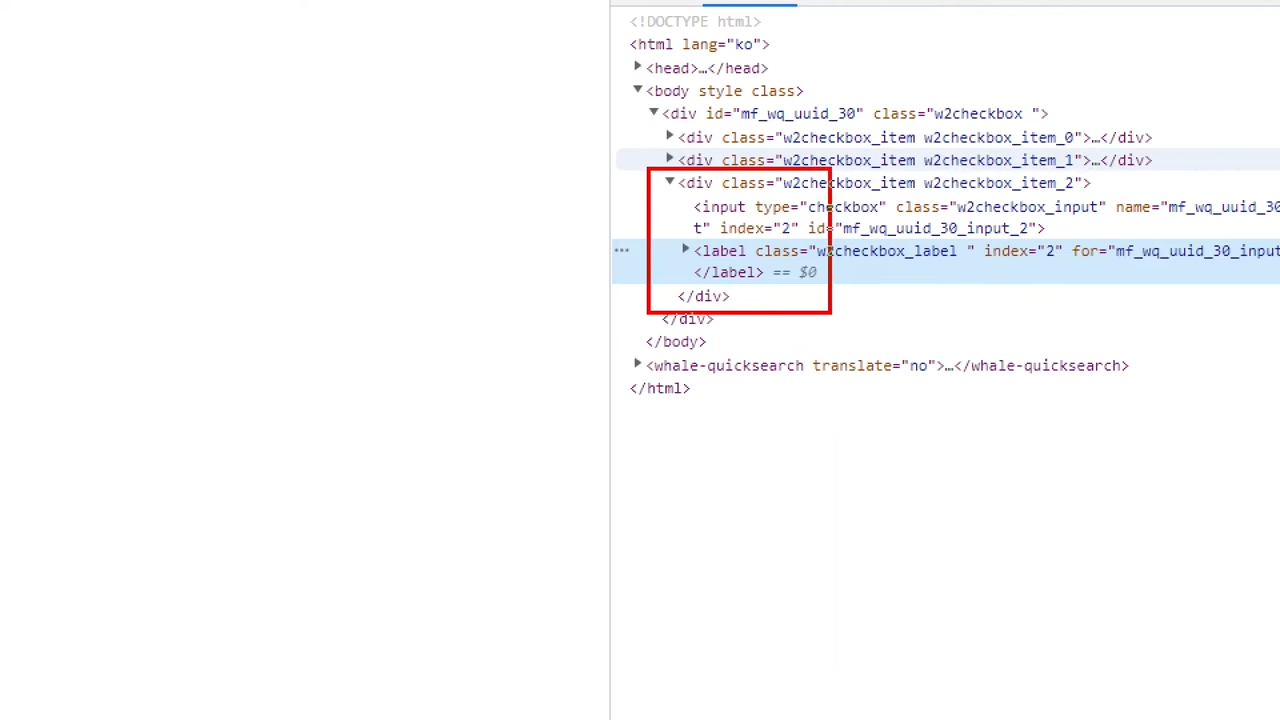 <!DOCTYPE html>
<html lang="ko">
<head>…</head>
<body style class>
<div id="mf_wq_uuid_30" class="w2checkbox ">
<div class="w2checkbox_item w2checkbox_item_0">…</div>
<div class="w2checkbox_item w2checkbox_item_1">…</div>
<div class="w2checkbox_item w2checkbox_item_2">
<input type="checkbox" class="w2checkbox_input" name="mf_wq_uuid_30
t" index="2" id="mf_wq_uuid_30_input_2">
<label class="w2checkbox_label " index="2" for="mf_wq_uuid_30_input
</label> == $0
</div>
</div>
</body>
<whale-quicksearch translate="no">…</whale-quicksearch>
</html>